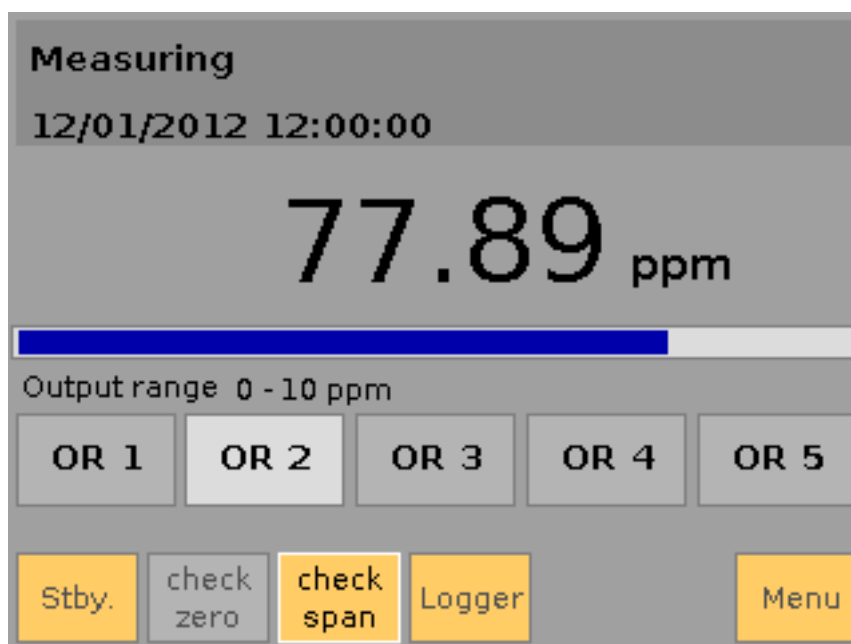 Measuring
12/01/2012 12:00:00
77.89 ppm
Output range 0 - 10 ppm
OR 1 OR 2 OR 3 OR 4 OR 5
Stby. check zero check span Logger Menu